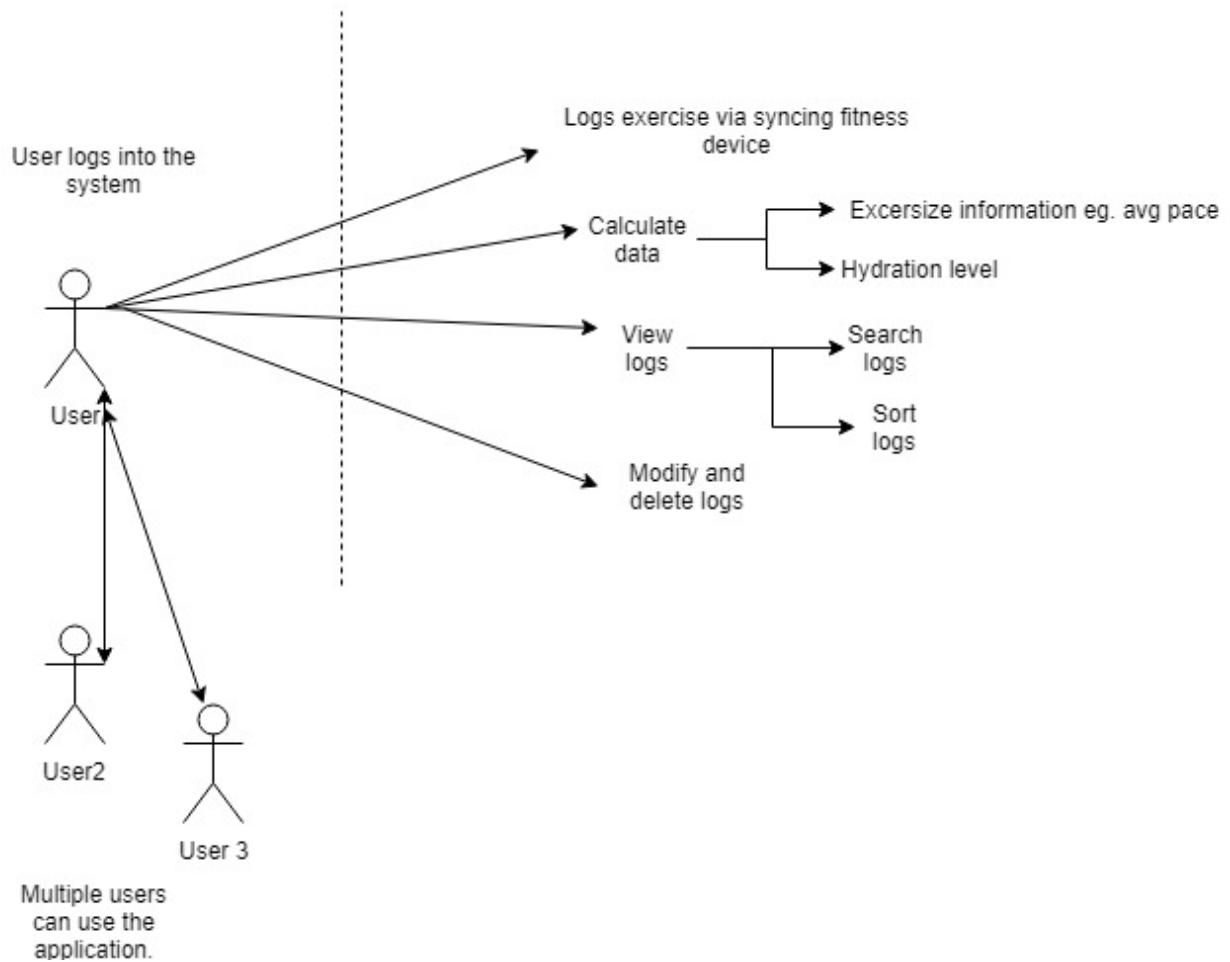 Logs exercise via syncing fitness
device
User logs into the
system
Calculate
data
Excersize information eg. avg pace
Hydration level
View
logs
Search
logs
Sort
logs
User
Modify and
delete logs
User2
User 3
Multiple users
can use the
application.